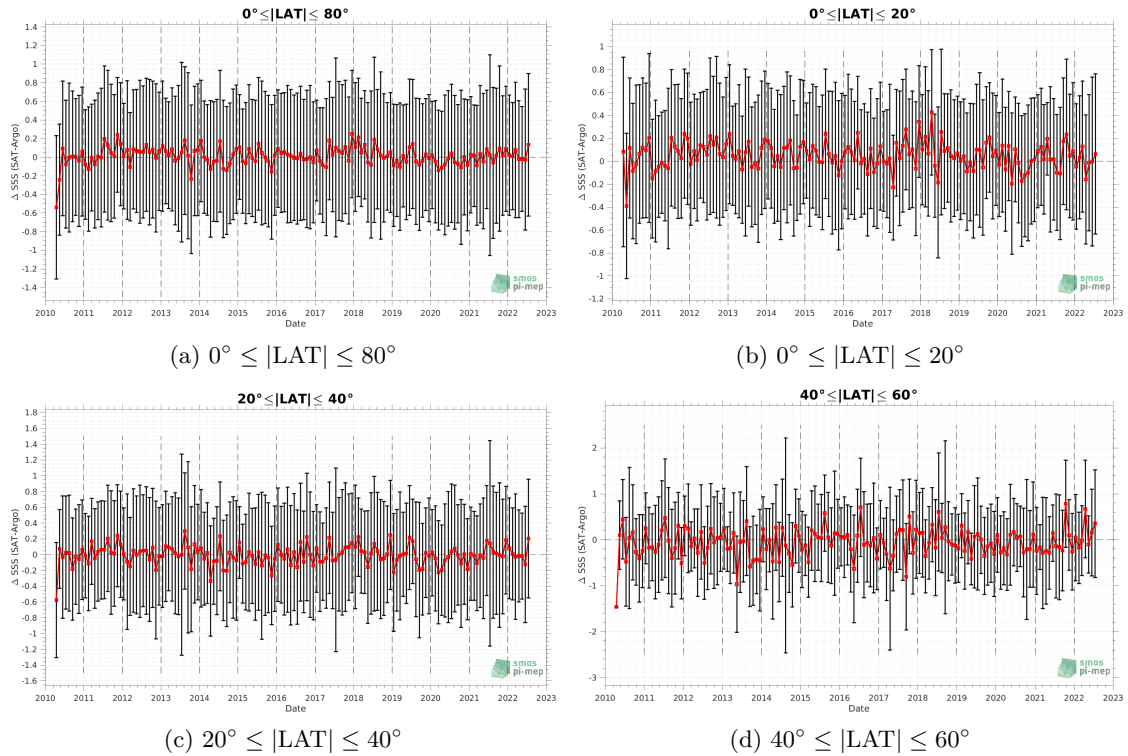 0°≤|LAT|≤ 80°
Δ SSS (SAT-Argo)
1.4
1.2
1
0.8
0.6
0.4
0.2
0
-0.2
-0.4
-0.6
-0.8
-1
-1.2
-1.4
smos
pi-mep
2010 2011 2012 2013 2014 2015 2016 2017 2018 2019 2020 2021 2022 2023
Date
(a) 0° ≤ |LAT| ≤ 80°
0°≤|LAT|≤ 20°
Δ SSS (SAT-Argo)
1
0.8
0.6
0.4
0.2
0
-0.2
-0.4
-0.6
-0.8
-1
-1.2
smos
pi-mep
2010 2011 2012 2013 2014 2015 2016 2017 2018 2019 2020 2021 2022 2023
Date
(b) 0° ≤ |LAT| ≤ 20°
20°≤|LAT|≤ 40°
Δ SSS (SAT-Argo)
1.8
1.6
1.4
1.2
1
0.8
0.6
0.4
0.2
0
-0.2
-0.4
-0.6
-0.8
-1
-1.2
-1.4
-1.6
smos
pi-mep
2010 2011 2012 2013 2014 2015 2016 2017 2018 2019 2020 2021 2022 2023
Date
(c) 20° ≤ |LAT| ≤ 40°
40°≤|LAT|≤ 60°
Δ SSS (SAT-Argo)
2
1
0
-1
-2
-3
smos
pi-mep
2010 2011 2012 2013 2014 2015 2016 2017 2018 2019 2020 2021 2022 2023
Date
(d) 40° ≤ |LAT| ≤ 60°